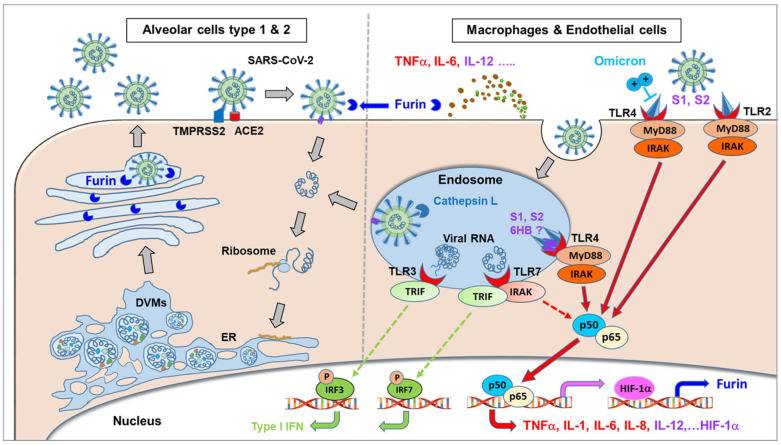 Alveolar cells type 1 & 2
Macrophages & Endothelial cells
SARS-CoV-2
TNFα, IL-6, IL-12 .....
Omicron
+
+
S1, S2
Furin
TLR4
TLR2
TMPRSS2
ACE2
MyD88
MyD88
IRAK
IRAK
Furin
Endosome
Cathepsin L
S1, S2
6HB ?
TLR4
Viral RNA
MyD88
Ribosome
TLR3
TLR7
IRAK
TRIF
TRIF
IRAK
DVMs
p50
p65
ER
P
P
IRF3
IRF7
p50
p65
HIF-1α
Furin
Nucleus
Type I IFN
TNFα, IL-1, IL-6, IL-8, IL-12,...HIF-1α